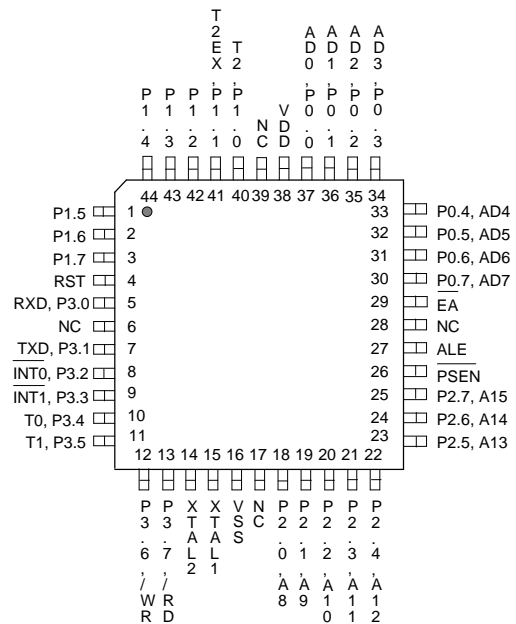 P1.4
P1.3
P1.2
T2EX,P1.1
T2,P1.0
NC
VDD
AD0,P0.0
AD1,P0.1
AD2,P0.2
AD3,P0.3
44 43 42 41 40 39 38 37 36 35 34
P1.5 1
P1.6 2
P1.7 3
RST 4
RXD, P3.0 5
NC 6
TXD, P3.1 7
INT0, P3.2 8
INT1, P3.3 9
T0, P3.4 10
T1, P3.5 11
33 P0.4, AD4
32 P0.5, AD5
31 P0.6, AD6
30 P0.7, AD7
29 EA
28 NC
27 ALE
26 PSEN
25 P2.7, A15
24 P2.6, A14
23 P2.5, A13
12 13 14 15 16 17 18 19 20 21 22
P3.6,/WR
P3.7,/RD
XTAL2
XTAL1
VSS
NC
P2.0,A8
P2.1,A9
P2.2,A10
P2.3,A11
P2.4,A12